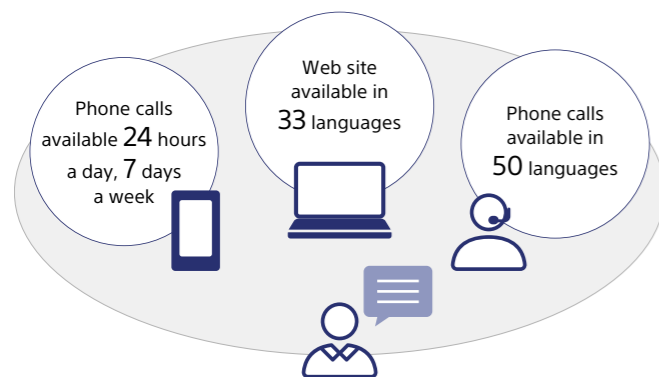 Phone calls
available 24 hours
a day, 7 days
a week
Web site
available in
33 languages
Phone calls
available in
50 languages